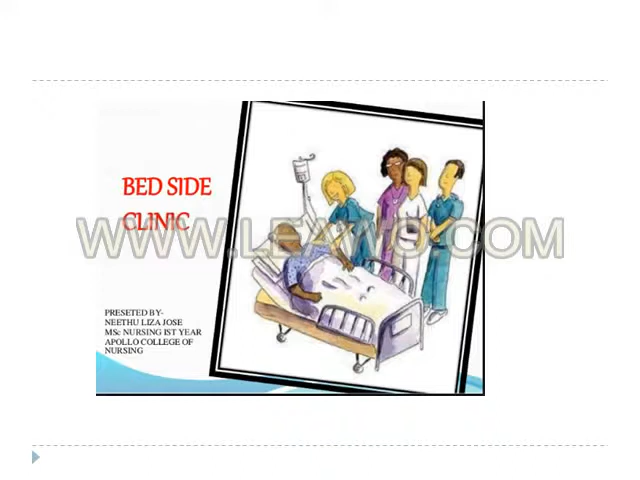 BED SIDE
CLINIC
WWW.LEAWO.COM
PRESETED BY-
NEETHU LIZA JOSE
MSc NURSING IST YEAR
APOLLO COLLEGE OF
NURSING